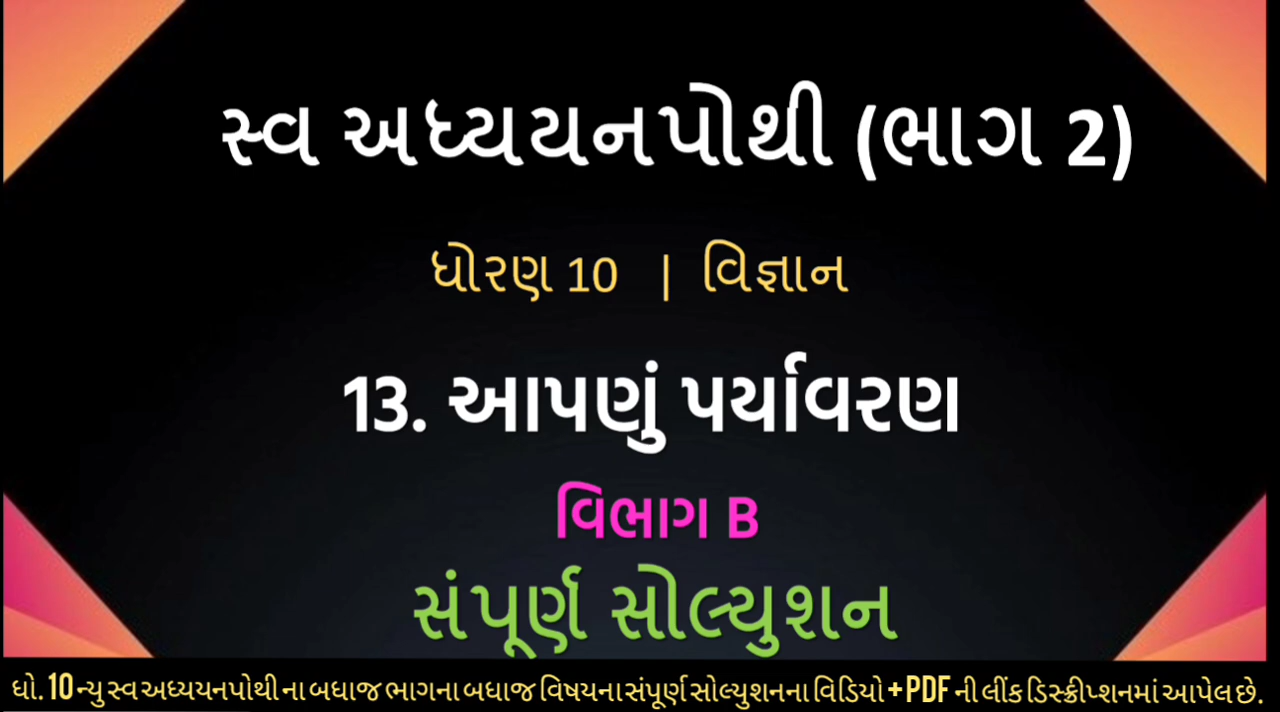 સ્વ અધ્યયનપોથી (ભાગ 2)
ધોરણ 10 | વિજ્ઞાન
13. આપણું પર્યાવરણ
વિભાગ B
સંપૂર્ણ સોલ્યુશન
ધો. 10 ન્યુ સ્વ અધ્યયનપોથી ના બધાજ ભાગના બધાજ વિષયના સંપૂર્ણ સોલ્યુશનના વિડિયો + PDF ની લીંક ડિસ્ક્રીપ્શનમાં આપેલ છે.